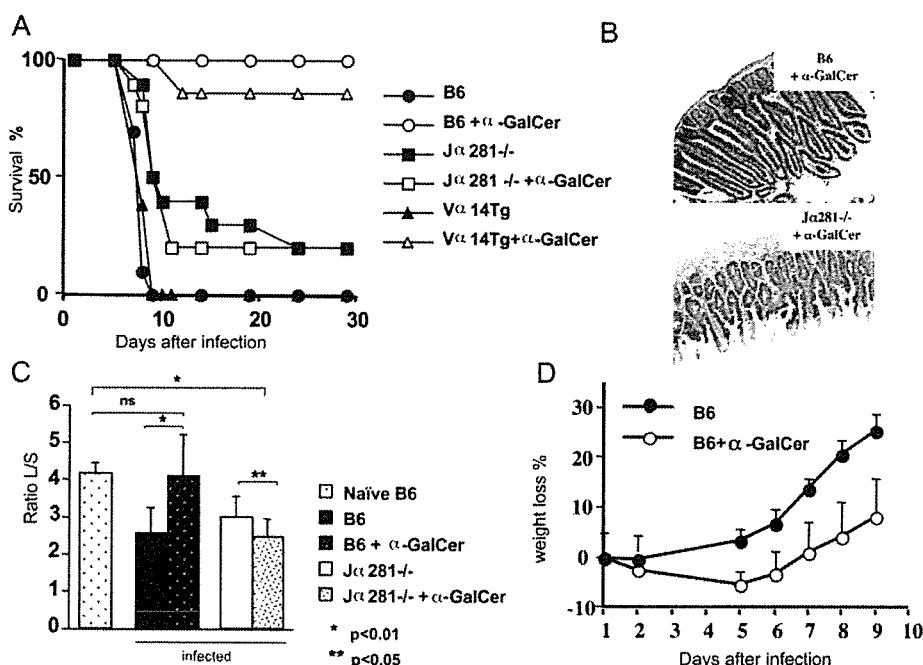 A
Survival %
100
50
0
0
10
20
30
Days after infection
B6
B6 + α-GalCer
Jα 281-/-
Jα 281 -/- +α-GalCer
Vα 14Tg
Vα 14Tg+α-GalCer
B
B6
+ α-GalCer
Jα281-/-
+ α-GalCer
C
Ratio L/S
6
5
4
3
2
1
0
*
ns
*
**
infected
Naïve B6
B6
B6 + α-GalCer
Jα 281-/-
Jα 281-/- +α-GalCer
* p<0.01
** p<0.05
D
weight loss %
30
20
10
0
-10
B6
B6+α-GalCer
1 2 3 4 5 6 7 8 9 10
Days after infection